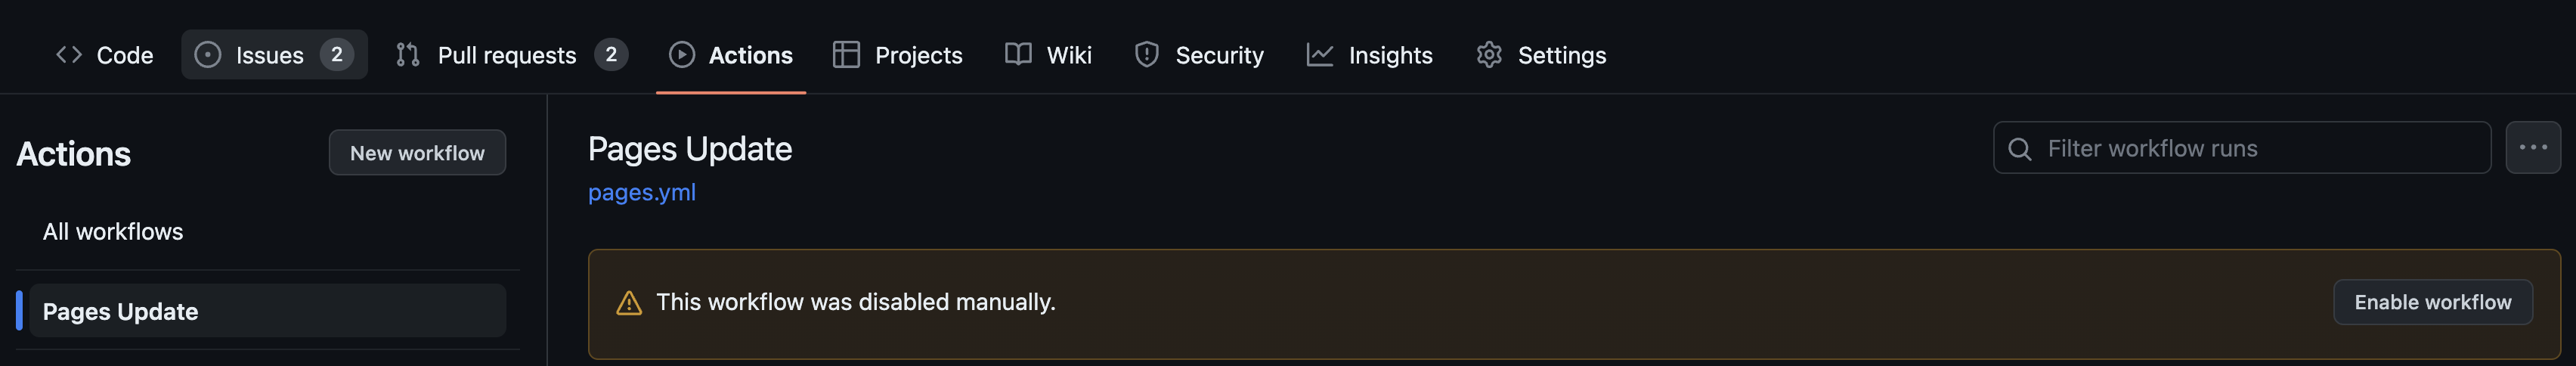 Code Issues 2 Pull requests 2 Actions Projects Wiki Security Insights Settings
Actions
New workflow
All workflows
Pages Update
Pages Update
pages.yml
Filter workflow runs
This workflow was disabled manually.
Enable workflow